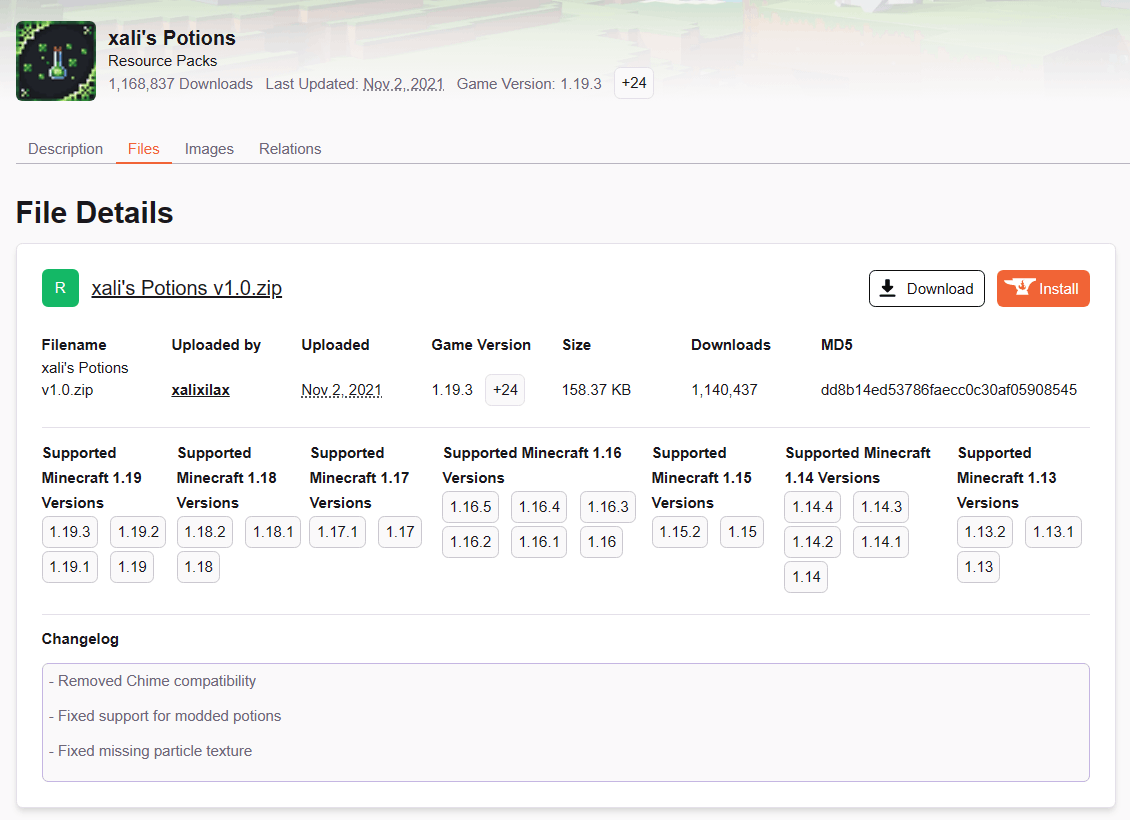 xali's Potions
Resource Packs
1,168,837 Downloads Last Updated: Nov 2, 2021 Game Version: 1.19.3 +24
Description Files Images Relations
File Details
R xali's Potions v1.0.zip Download Install
Filename Uploaded by Uploaded Game Version Size Downloads MD5
xali's Potions
v1.0.zip xalixilax Nov 2, 2021 1.19.3 +24 158.37 KB 1,140,437 dd8b14ed53786faecc0c30af05908545
Supported
Minecraft 1.19
Versions
1.19.3 1.19.2
1.19.1 1.19
Supported
Minecraft 1.18
Versions
1.18.2 1.18.1
1.18
Supported
Minecraft 1.17
Versions
1.17.1 1.17
Supported Minecraft 1.16
Versions
1.16.5 1.16.4 1.16.3
1.16.2 1.16.1 1.16
Supported
Minecraft 1.15
Versions
1.15.2 1.15
Supported Minecraft
1.14 Versions
1.14.4 1.14.3
1.14.2 1.14.1
1.14
Supported
Minecraft 1.13
Versions
1.13.2 1.13.1
1.13
Changelog
- Removed Chime compatibility
- Fixed support for modded potions
- Fixed missing particle texture